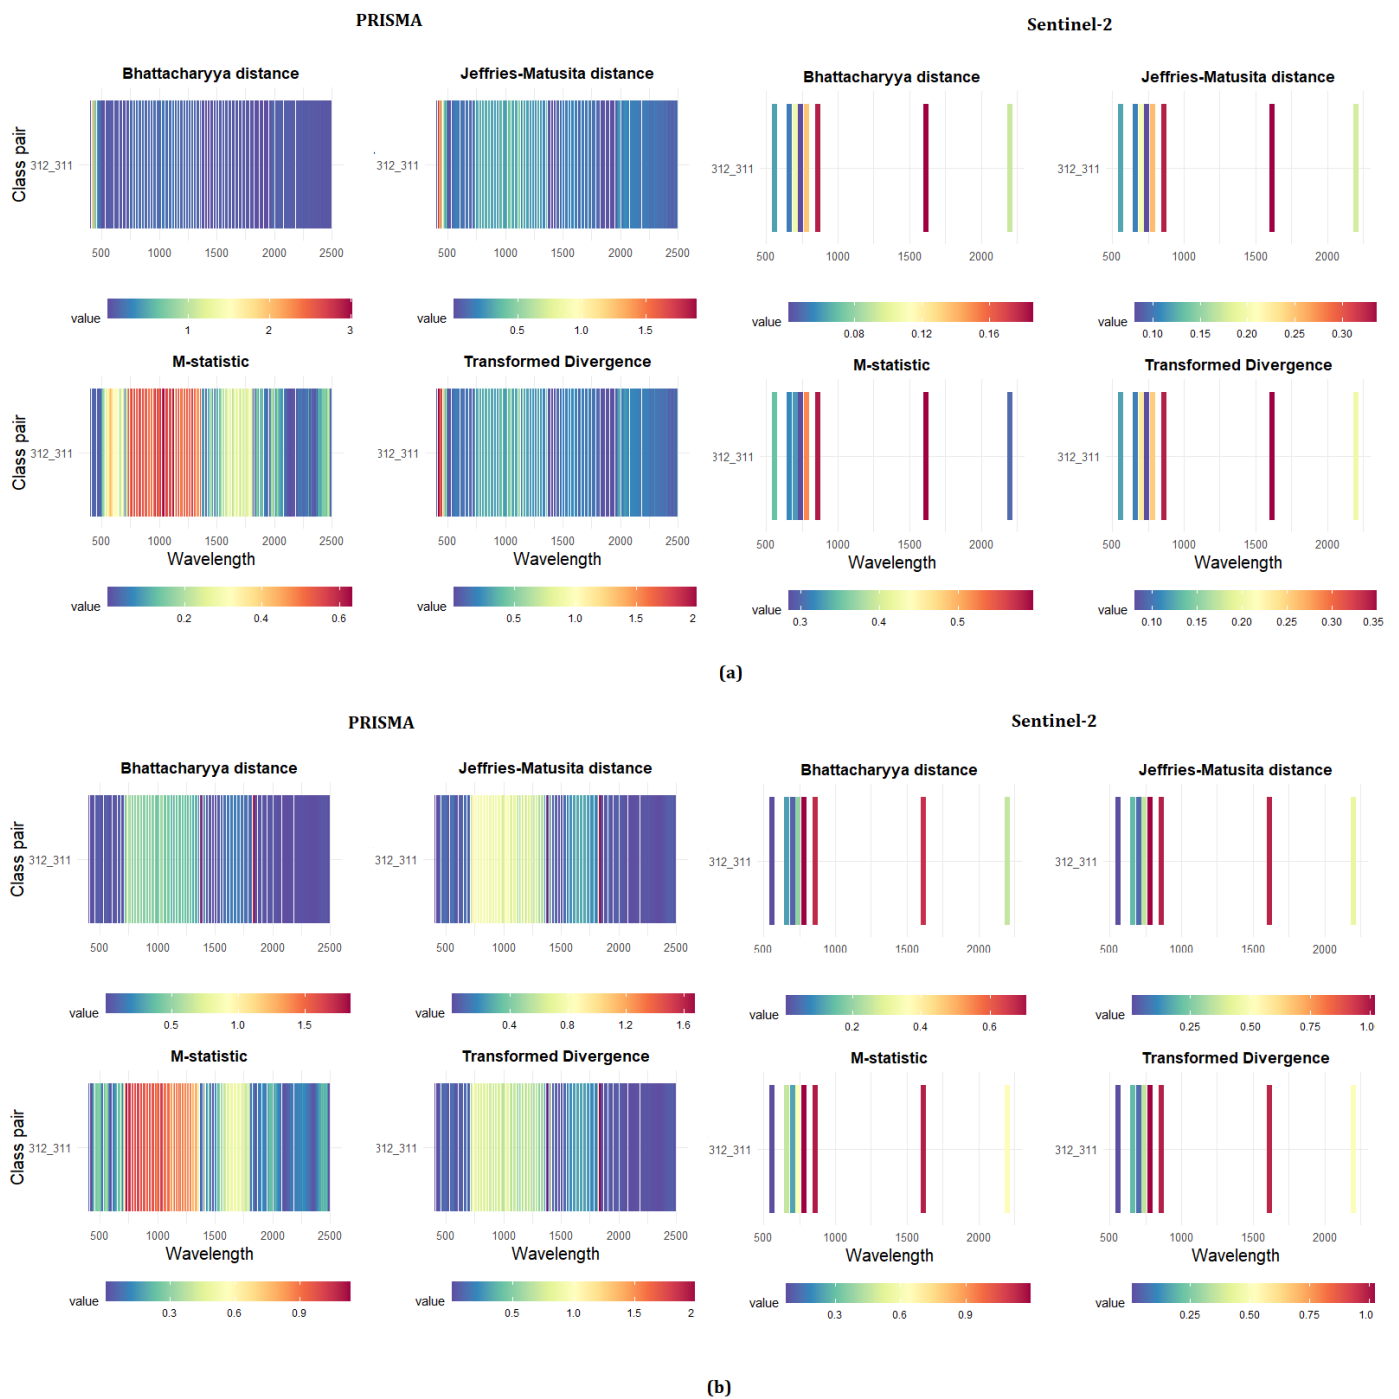 PRISMA
Sentinel-2
Bhattacharyya distance
Jeffries-Matusita distance
Bhattacharyya distance
Jeffries-Matusita distance
Class pair
312_311
312_311
312_311
312_311
500 1000 1500 2000 2500
500 1000 1500 2000 2500
500 1000 1500 2000
500 1000 1500 2000
value
1 2 3
value
0.5 1.0 1.5
value
0.08 0.12 0.16
value
0.10 0.15 0.20 0.25 0.30
M-statistic
Transformed Divergence
M-statistic
Transformed Divergence
Class pair
312_311
312_311
312_311
312_311
500 1000 1500 2000 2500
500 1000 1500 2000 2500
500 1000 1500 2000
500 1000 1500 2000
Wavelength
Wavelength
value
0.2 0.4 0.6
value
0.5 1.0 1.5 2
value
0.3 0.4 0.5
value
0.10 0.15 0.20 0.25 0.30 0.35
(a)
PRISMA
Sentinel-2
Bhattacharyya distance
Jeffries-Matusita distance
Bhattacharyya distance
Jeffries-Matusita distance
Class pair
312_311
312_311
312_311
312_311
500 1000 1500 2000 2500
500 1000 1500 2000 2500
500 1000 1500 2000
500 1000 1500 2000
value
0.5 1.0 1.5
value
0.4 0.8 1.2 1.6
value
0.2 0.4 0.6
value
0.25 0.50 0.75 1.0
M-statistic
Transformed Divergence
M-statistic
Transformed Divergence
Class pair
312_311
312_311
312_311
312_311
500 1000 1500 2000 2500
500 1000 1500 2000 2500
500 1000 1500 2000
500 1000 1500 2000
Wavelength
Wavelength
value
0.3 0.6 0.9
value
0.5 1.0 1.5 2
value
0.3 0.6 0.9
value
0.25 0.50 0.75 1.0
(b)